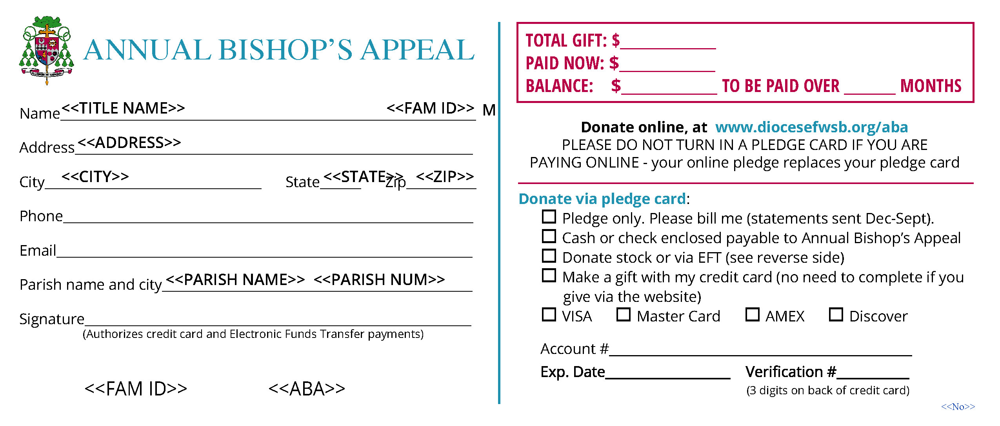 ANNUAL BISHOP’S APPEAL
Name <<TITLE NAME>> <<FAM ID>> M
Address <<ADDRESS>>
City <<CITY>> State <<STATE>> Zip <<ZIP>>
Phone
Email
Parish name and city <<PARISH NAME>> <<PARISH NUM>>
Signature
(Authorizes credit card and Electronic Funds Transfer payments)
<<FAM ID>> <<ABA>>
TOTAL GIFT: $
PAID NOW: $
BALANCE: $ TO BE PAID OVER MONTHS
Donate online, at www.diocesefwsb.org/aba
PLEASE DO NOT TURN IN A PLEDGE CARD IF YOU ARE
PAYING ONLINE - your online pledge replaces your pledge card
Donate via pledge card:
Pledge only. Please bill me (statements sent Dec-Sept).
Cash or check enclosed payable to Annual Bishop’s Appeal
Donate stock or via EFT (see reverse side)
Make a gift with my credit card (no need to complete if you
give via the website)
VISA Master Card AMEX Discover
Account #
Exp. Date Verification #
(3 digits on back of credit card)
<<No>>